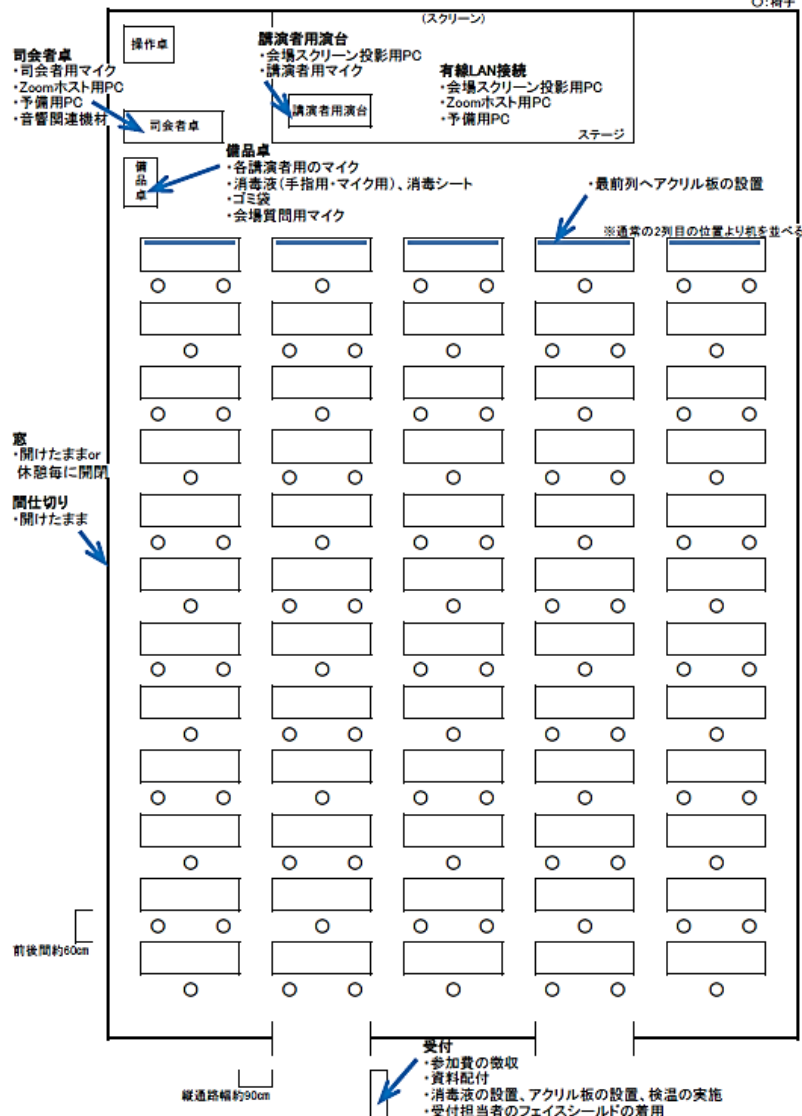 ○:椅子
(スクリーン)
操作卓
司会者卓
・司会者用マイク
・Zoomホスト用PC
・予備用PC
・音響関連機材
講演者用演台
・会場スクリーン投影用PC
・講演者用マイク
有線LAN接続
・会場スクリーン投影用PC
・Zoomホスト用PC
・予備用PC
講演者用演台
司会者卓
ステージ
備品卓
備品卓
・各講演者用のマイク
・消毒液(手指用・マイク用)、消毒シート
・ゴミ袋
・会場質問用マイク
・最前列へアクリル板の設置
※通常の2列目の位置より机を並べる
窓
・開けたままor
休憩毎に開閉
間仕切り
・開けたまま
前後間約60cm
縦通路幅約90cm
受付
・参加費の徴収
・資料配付
・消毒液の設置、アクリル板の設置、検温の実施
・受付担当者のフェイスシールドの着用